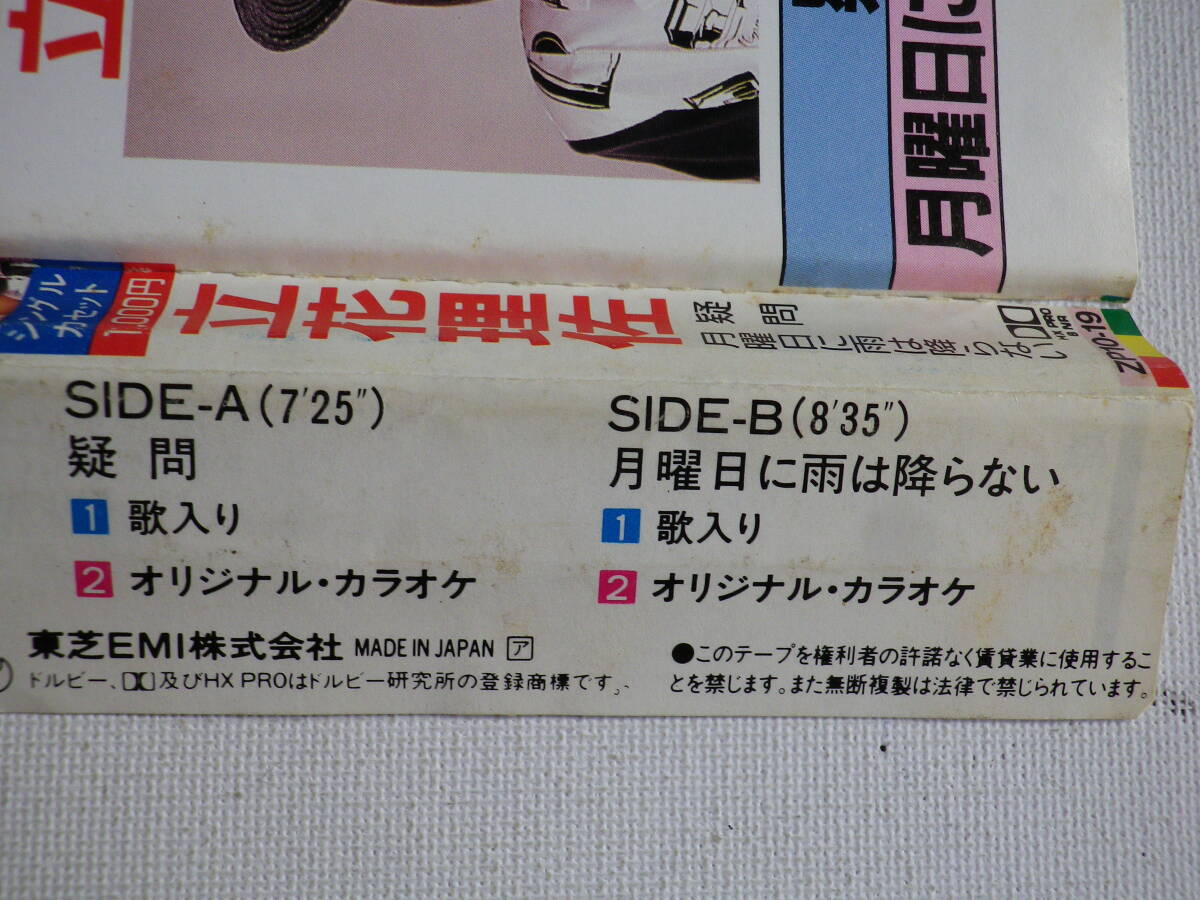 立
月曜日に
シングル
カセット
1,000円
立花理佐
疑問
月曜日に雨は降らない
HX PRO
B NR
ZP10-19
SIDE-A(7'25")
疑問
1 歌入り
2 オリジナル・カラオケ
SIDE-B(8'35")
月曜日に雨は降らない
1 歌入り
2 オリジナル・カラオケ
東芝EMI株式会社 MADE IN JAPAN ア
ドルビー、及びHX PROはドルビー研究所の登録商標です。
●このテープを権利者の許諾なく賃貸業に使用するこ
とを禁じます。また無断複製は法律で禁じられています。